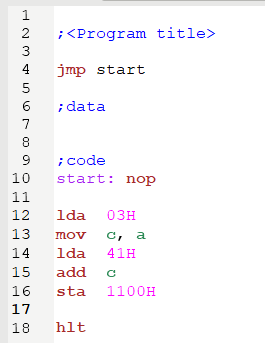 1
2 ;<Program title>
3
4 jmp start
5
6 ;data
7
8
9 ;code
10 start: nop
11
12 lda 03H
13 mov c, a
14 lda 41H
15 add c
16 sta 1100H
17
18 hlt